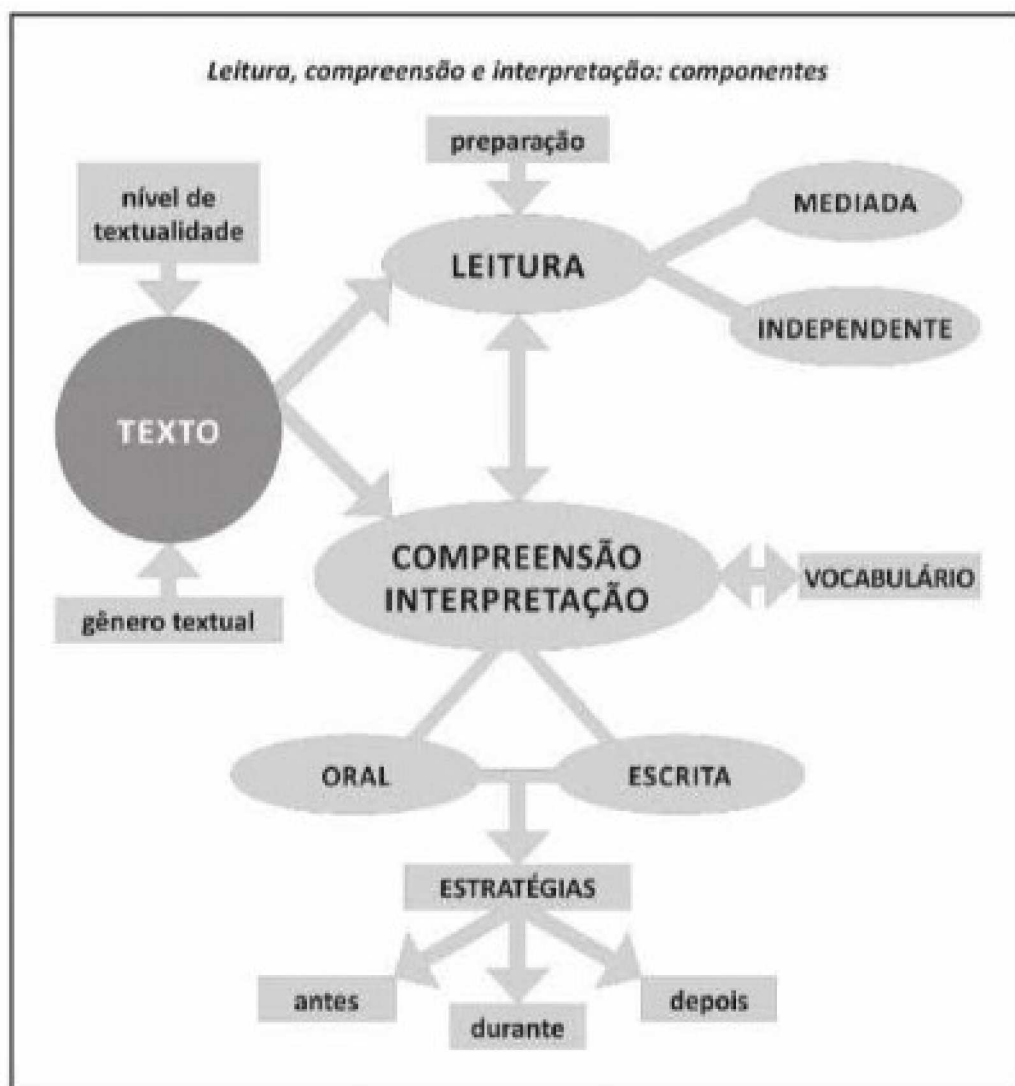 Leitura, compreensão e interpretação: componentes
preparação
nível de
textualidade
MEDIADA
LEITURA
INDEPENDENTE
TEXTO
COMPREENSÃO
INTERPRETAÇÃO
VOCABULÁRIO
gênero textual
ORAL
ESCRITA
ESTRATÉGIAS
antes
durante
depois